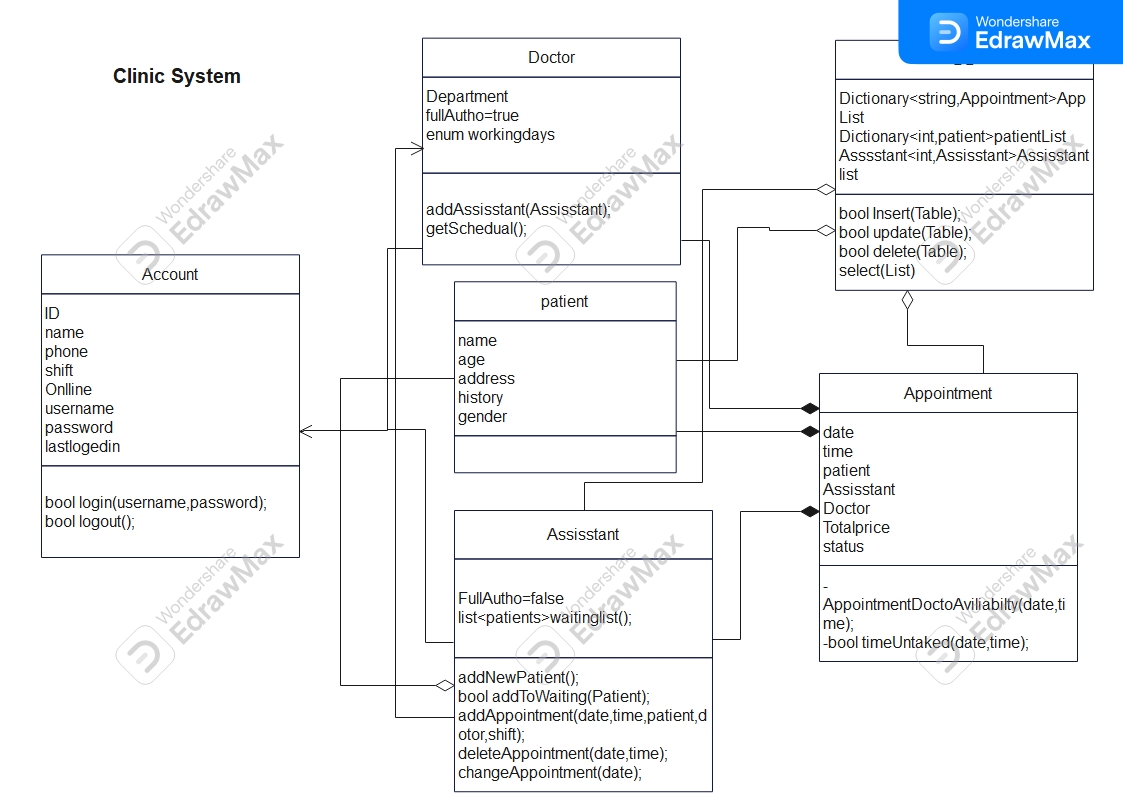 Wondershare
EdrawMax
Clinic System
Doctor
Department
fullAutho=true
enum workingdays
addAssisstant(Assisstant);
getSchedual();
Dictionary<string,Appointment>App
List
Dictionary<int,patient>patientList
Asssstant<int,Assisstant>Assisstant
list
bool Insert(Table);
bool update(Table);
bool delete(Table);
select(List)
Account
ID
name
phone
shift
Onlline
username
password
lastlogedin
bool login(username,password);
bool logout();
patient
name
age
address
history
gender
Appointment
date
time
patient
Assisstant
Doctor
Totalprice
status
-
AppointmentDoctoAviliabilty(date,ti
me);
-bool timeUntaked(date,time);
Assisstant
FullAutho=false
list<patients>waitinglist();
addNewPatient();
bool addToWaiting(Patient);
addAppointment(date,time,patient,d
otor,shift);
deleteAppointment(date,time);
changeAppointment(date);
Wondershare
EdrawMax
Wondershare
EdrawMax
Wondershare
EdrawMax
Wondershare
EdrawMax
Wondershare
EdrawMax
Wondershare
EdrawMax